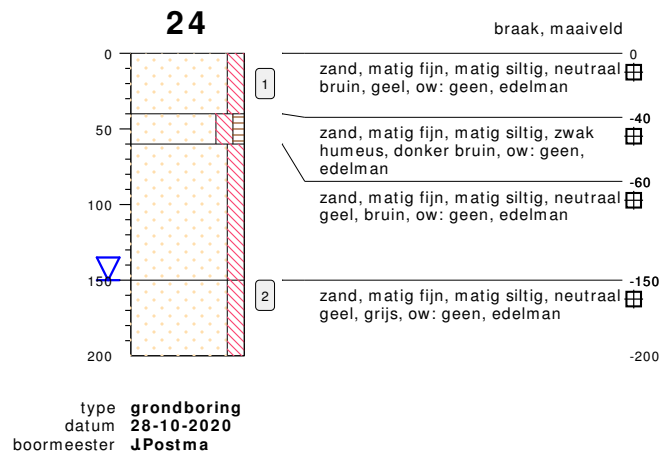 24
braak, maaiveld
0
0
zand, matig fijn, matig siltig, neutraal
bruin, geel, ow: geen, edelman
1
-40
50
zand, matig fijn, matig siltig, zwak
humeus, donker bruin, ow: geen,
edelman
-60
zand, matig fijn, matig siltig, neutraal
geel, bruin, ow: geen, edelman
100
150
-150
2
zand, matig fijn, matig siltig, neutraal
geel, grijs, ow: geen, edelman
200
-200
type grondboring
datum 28-10-2020
boormeester J.Postma